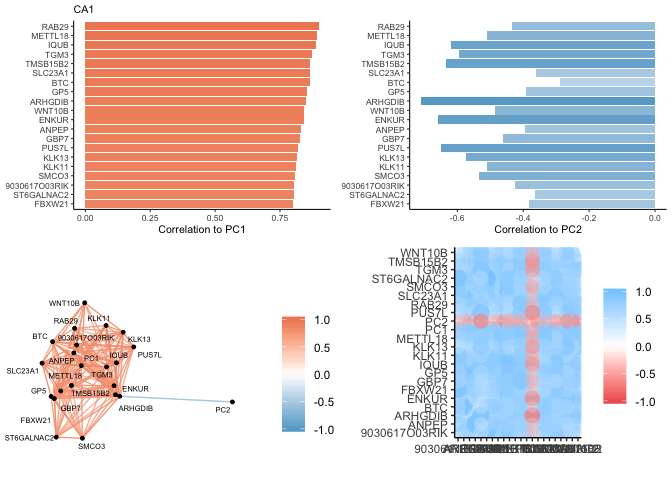 CA1
RAB29
METTL18
IQUB
TGM3
TMSB15B2
SLC23A1
BTC
GP5
ARHGDIB
WNT10B
ENKUR
ANPEP
GBP7
PUS7L
KLK13
KLK11
SMCO3
9030617O03RIK
ST6GALNAC2
FBXW21
0.00 0.25 0.50 0.75
Correlation to PC1
RAB29
METTL18
IQUB
TGM3
TMSB15B2
SLC23A1
BTC
GP5
ARHGDIB
WNT10B
ENKUR
ANPEP
GBP7
PUS7L
KLK13
KLK11
SMCO3
9030617O03RIK
ST6GALNAC2
FBXW21
-0.6 -0.4 -0.2 0.0
Correlation to PC2
WNT10B
RAB29 KLK11
BTC 9030617O03RIK KLK13
ANPEP PC1 IQUB PUS7L
SLC23A1
METTL18 TGM3
GP5 TMSB15B2 ENKUR
GBP7 ARHGDIB PC2
FBXW21
ST6GALNAC2
SMCO3
1.0
0.5
0.0
-0.5
-1.0
WNT10B
TMSB15B2
TGM3
ST6GALNAC2
SMCO3
SLC23A1
RAB29
PUS7L
PC2
PC1
METTL18
KLK13
KLK11
IQUB
GP5
GBP7
FBXW21
ENKUR
BTC
ARHGDIB
ANPEP
9030617O03RIK
1.0
0.5
0.0
-0.5
-1.0